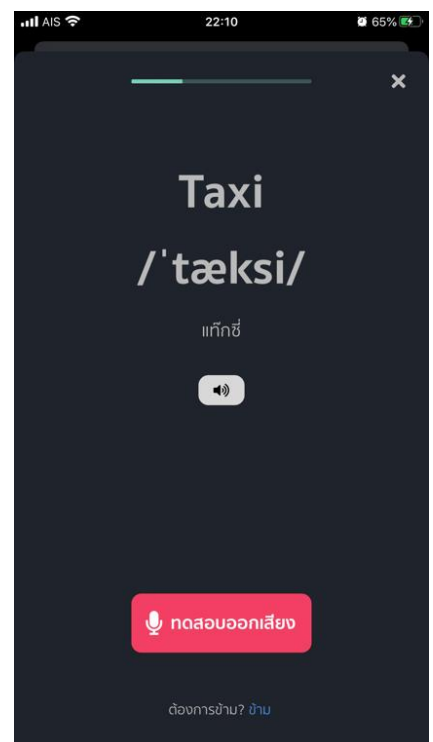 AIS 22:10 65%
Taxi
/ˈtæksi/
แท๊กซี่
ทดสอบออกเสียง
ต้องการข้าม? ข้าม